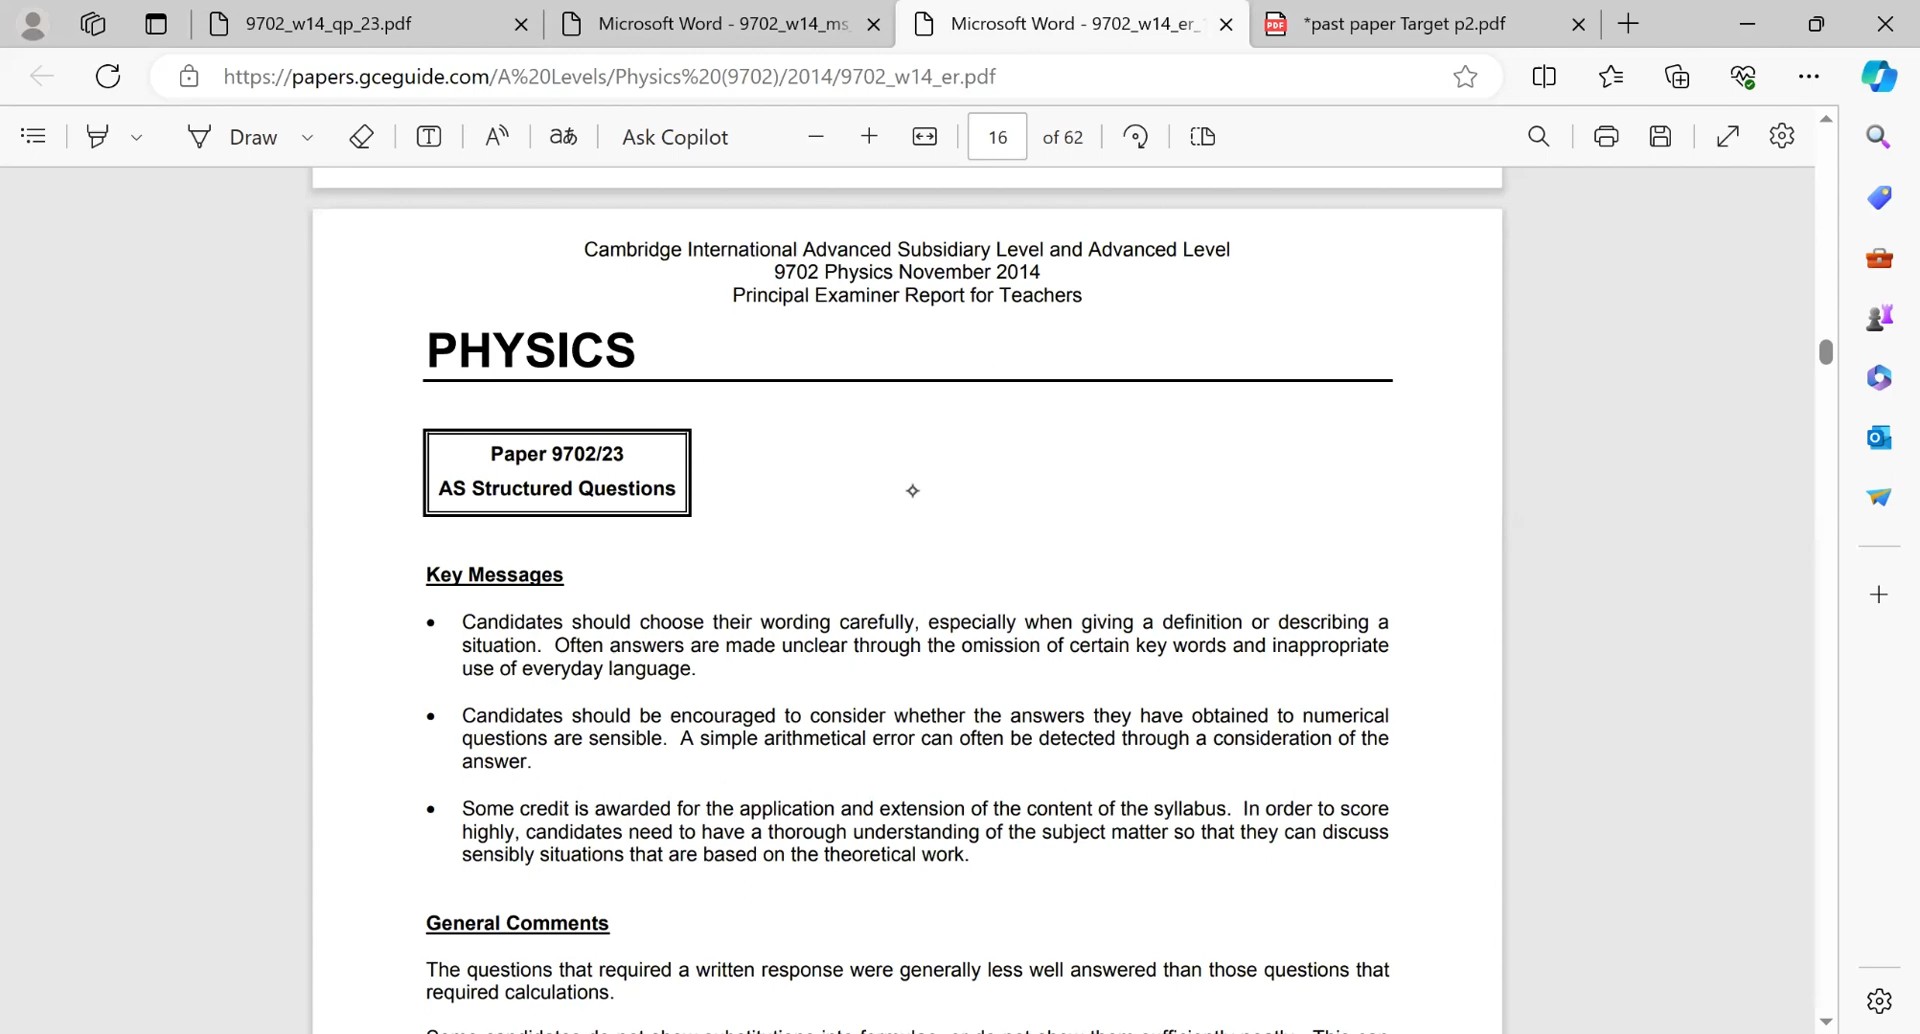 9702_w14_qp_23.pdf
Microsoft Word - 9702_w14_ms_
Microsoft Word - 9702_w14_er_
*past paper Target p2.pdf
https://papers.gceguide.com/A%20Levels/Physics%20(9702)/2014/9702_w14_er.pdf
Draw
aあ
Ask Copilot
16 of 62
Cambridge International Advanced Subsidiary Level and Advanced Level
9702 Physics November 2014
Principal Examiner Report for Teachers
PHYSICS
Paper 9702/23
AS Structured Questions
Key Messages
• Candidates should choose their wording carefully, especially when giving a definition or describing a
situation. Often answers are made unclear through the omission of certain key words and inappropriate
use of everyday language.
• Candidates should be encouraged to consider whether the answers they have obtained to numerical
questions are sensible. A simple arithmetical error can often be detected through a consideration of the
answer.
• Some credit is awarded for the application and extension of the content of the syllabus. In order to score
highly, candidates need to have a thorough understanding of the subject matter so that they can discuss
sensibly situations that are based on the theoretical work.
General Comments
The questions that required a written response were generally less well answered than those questions that
required calculations.